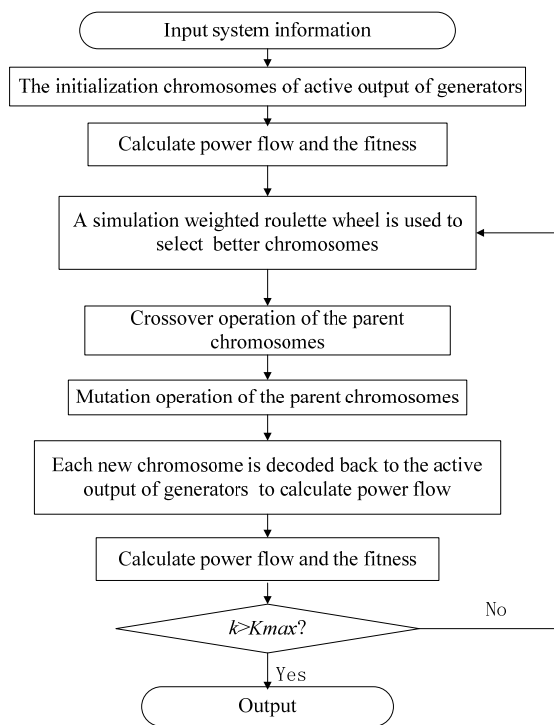 Input system information
The initialization chromosomes of active output of generators
Calculate power flow and the fitness
A simulation weighted roulette wheel is used to
select better chromosomes
Crossover operation of the parent
chromosomes
Mutation operation of the parent chromosomes
Each new chromosome is decoded back to the active
output of generators to calculate power flow
Calculate power flow and the fitness
k>Kmax?
No
Yes
Output